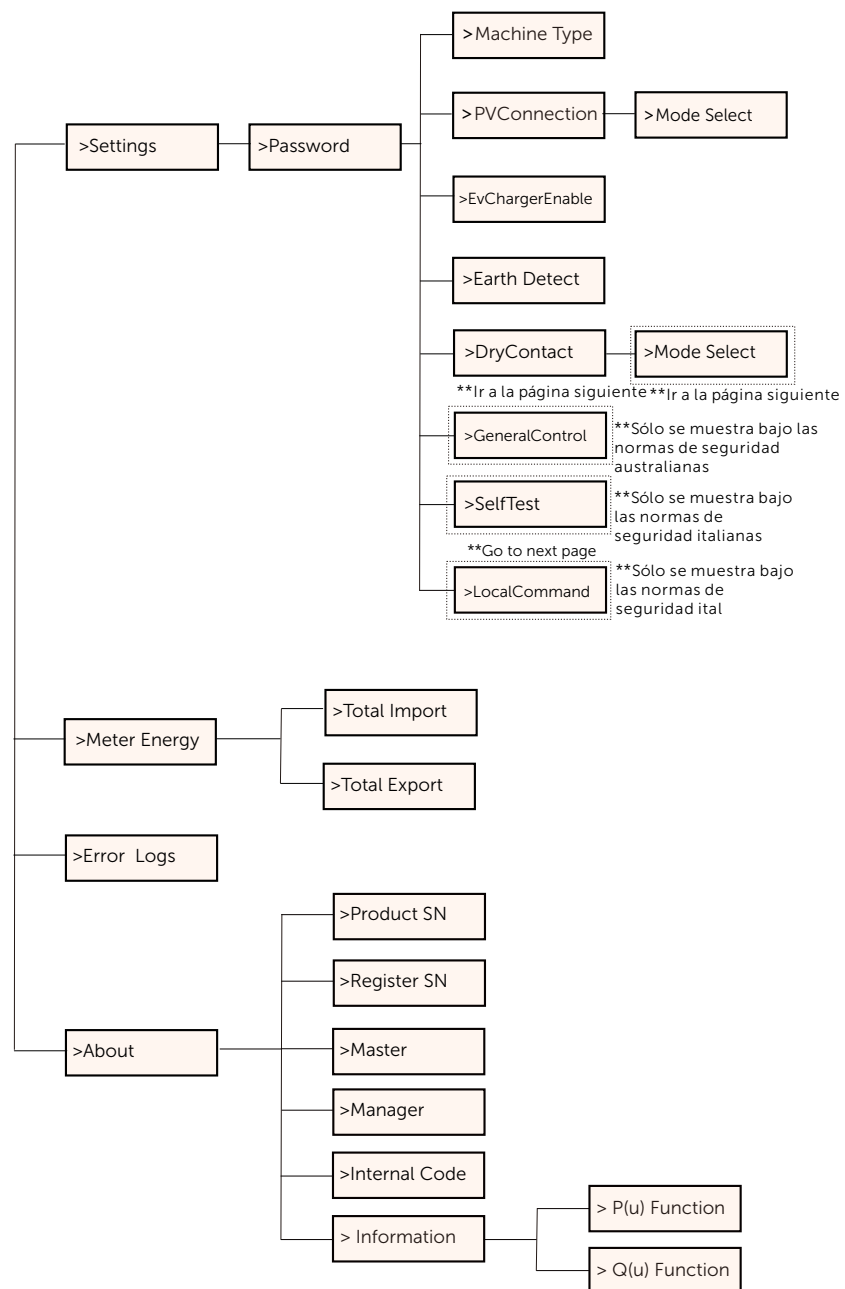 >Machine Type
>PVConnection
>Mode Select
>Settings
>Password
>EvChargerEnable
>Earth Detect
>DryContact
>Mode Select
**Ir a la página siguiente
**Ir a la página siguiente
>GeneralControl
**Sólo se muestra bajo las
normas de seguridad
australianas
>SelfTest
**Sólo se muestra bajo
las normas de
seguridad italianas
**Go to next page
>LocalCommand
**Sólo se muestra bajo
las normas de
seguridad ital
>Meter Energy
>Total Import
>Total Export
>Error Logs
>About
>Product SN
>Register SN
>Master
>Manager
>Internal Code
> Information
> P(u) Function
> Q(u) Function